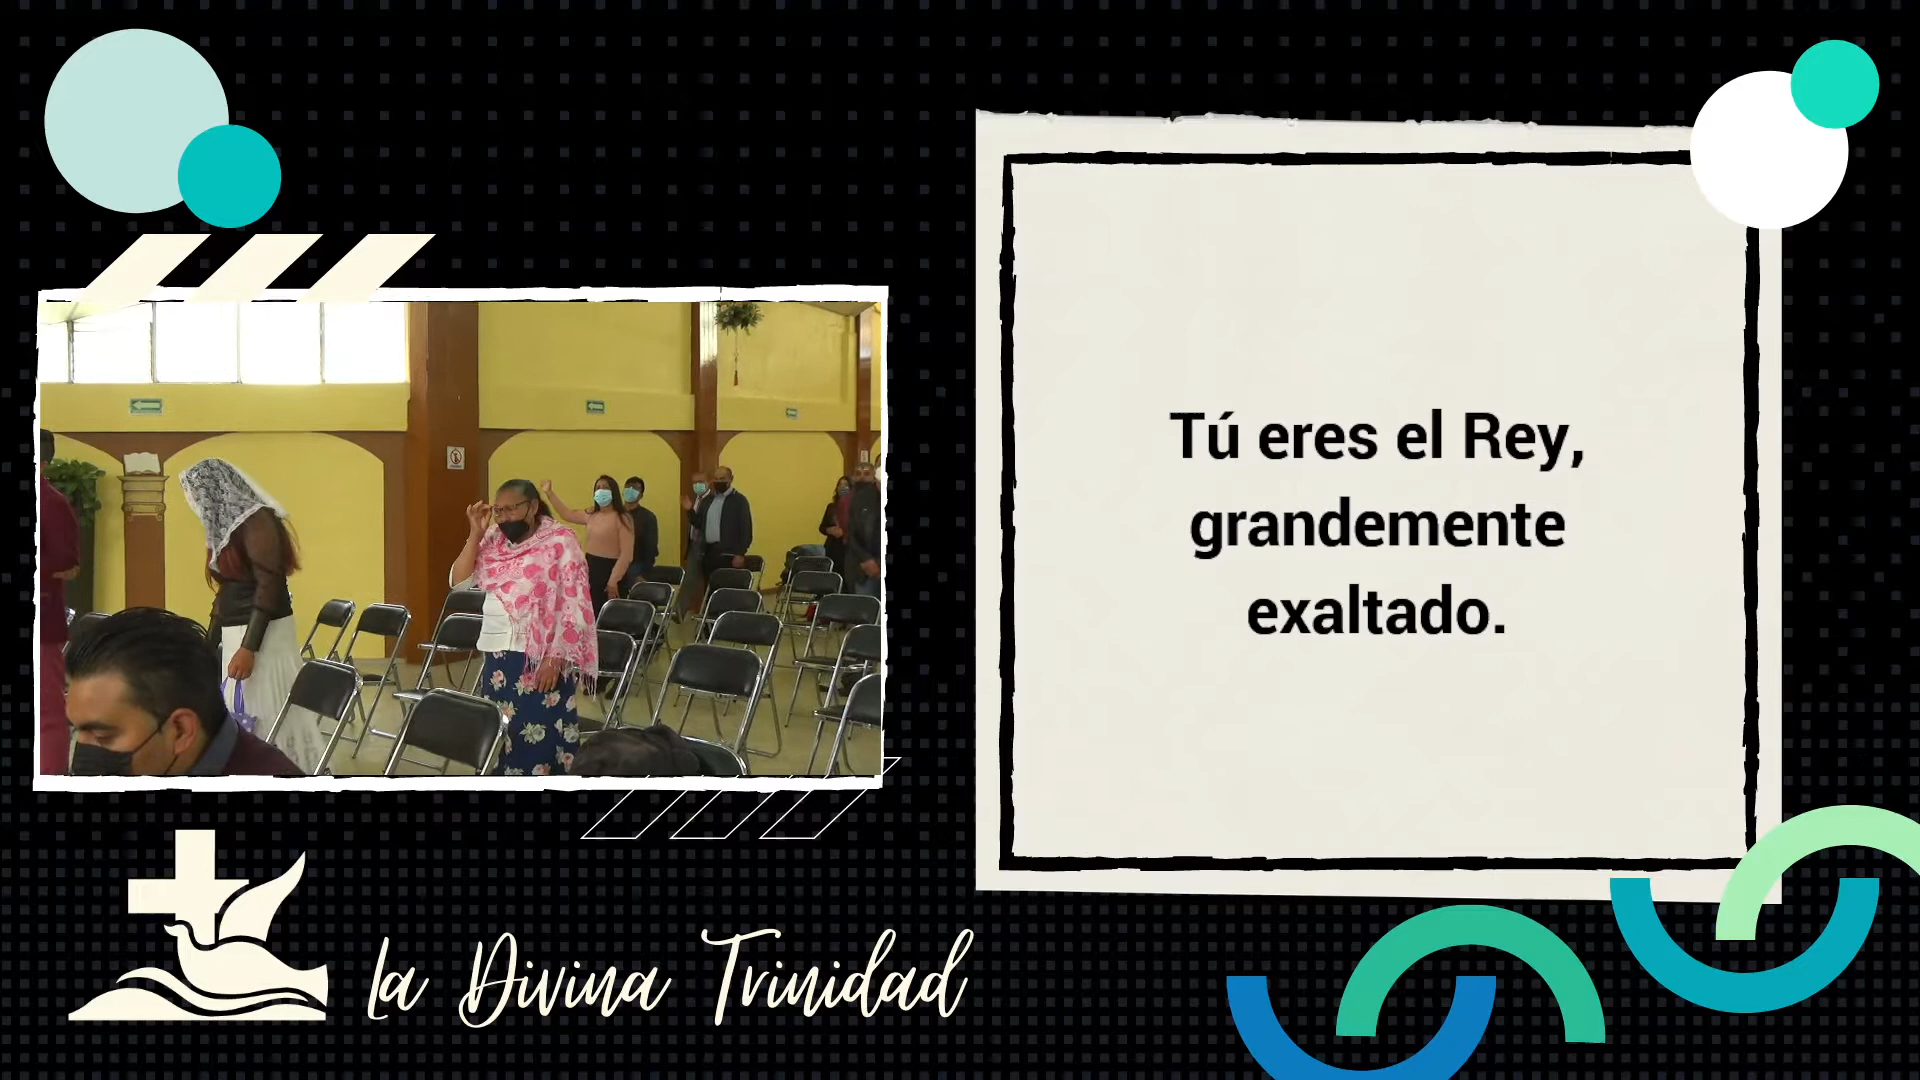 Tú eres el Rey,
grandemente
exaltado.
La Divina Trinidad